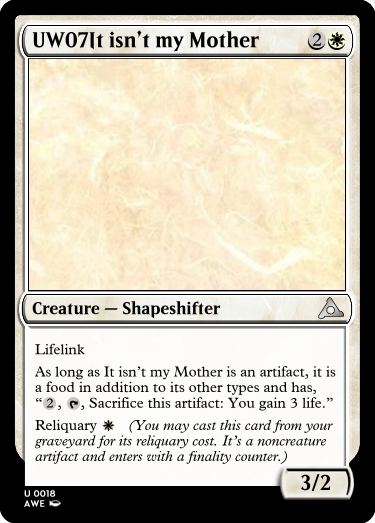 UW07It isn't my Mother 2
Creature — Shapeshifter
Lifelink
As long as It isn't my Mother is an artifact, it is
a food in addition to its other types and has,
“2, , Sacrifice this artifact: You gain 3 life.”
Reliquary (You may cast this card from your
graveyard for its reliquary cost. It's a noncreature
artifact and enters with a finality counter.)
3/2
U 0018
AWE